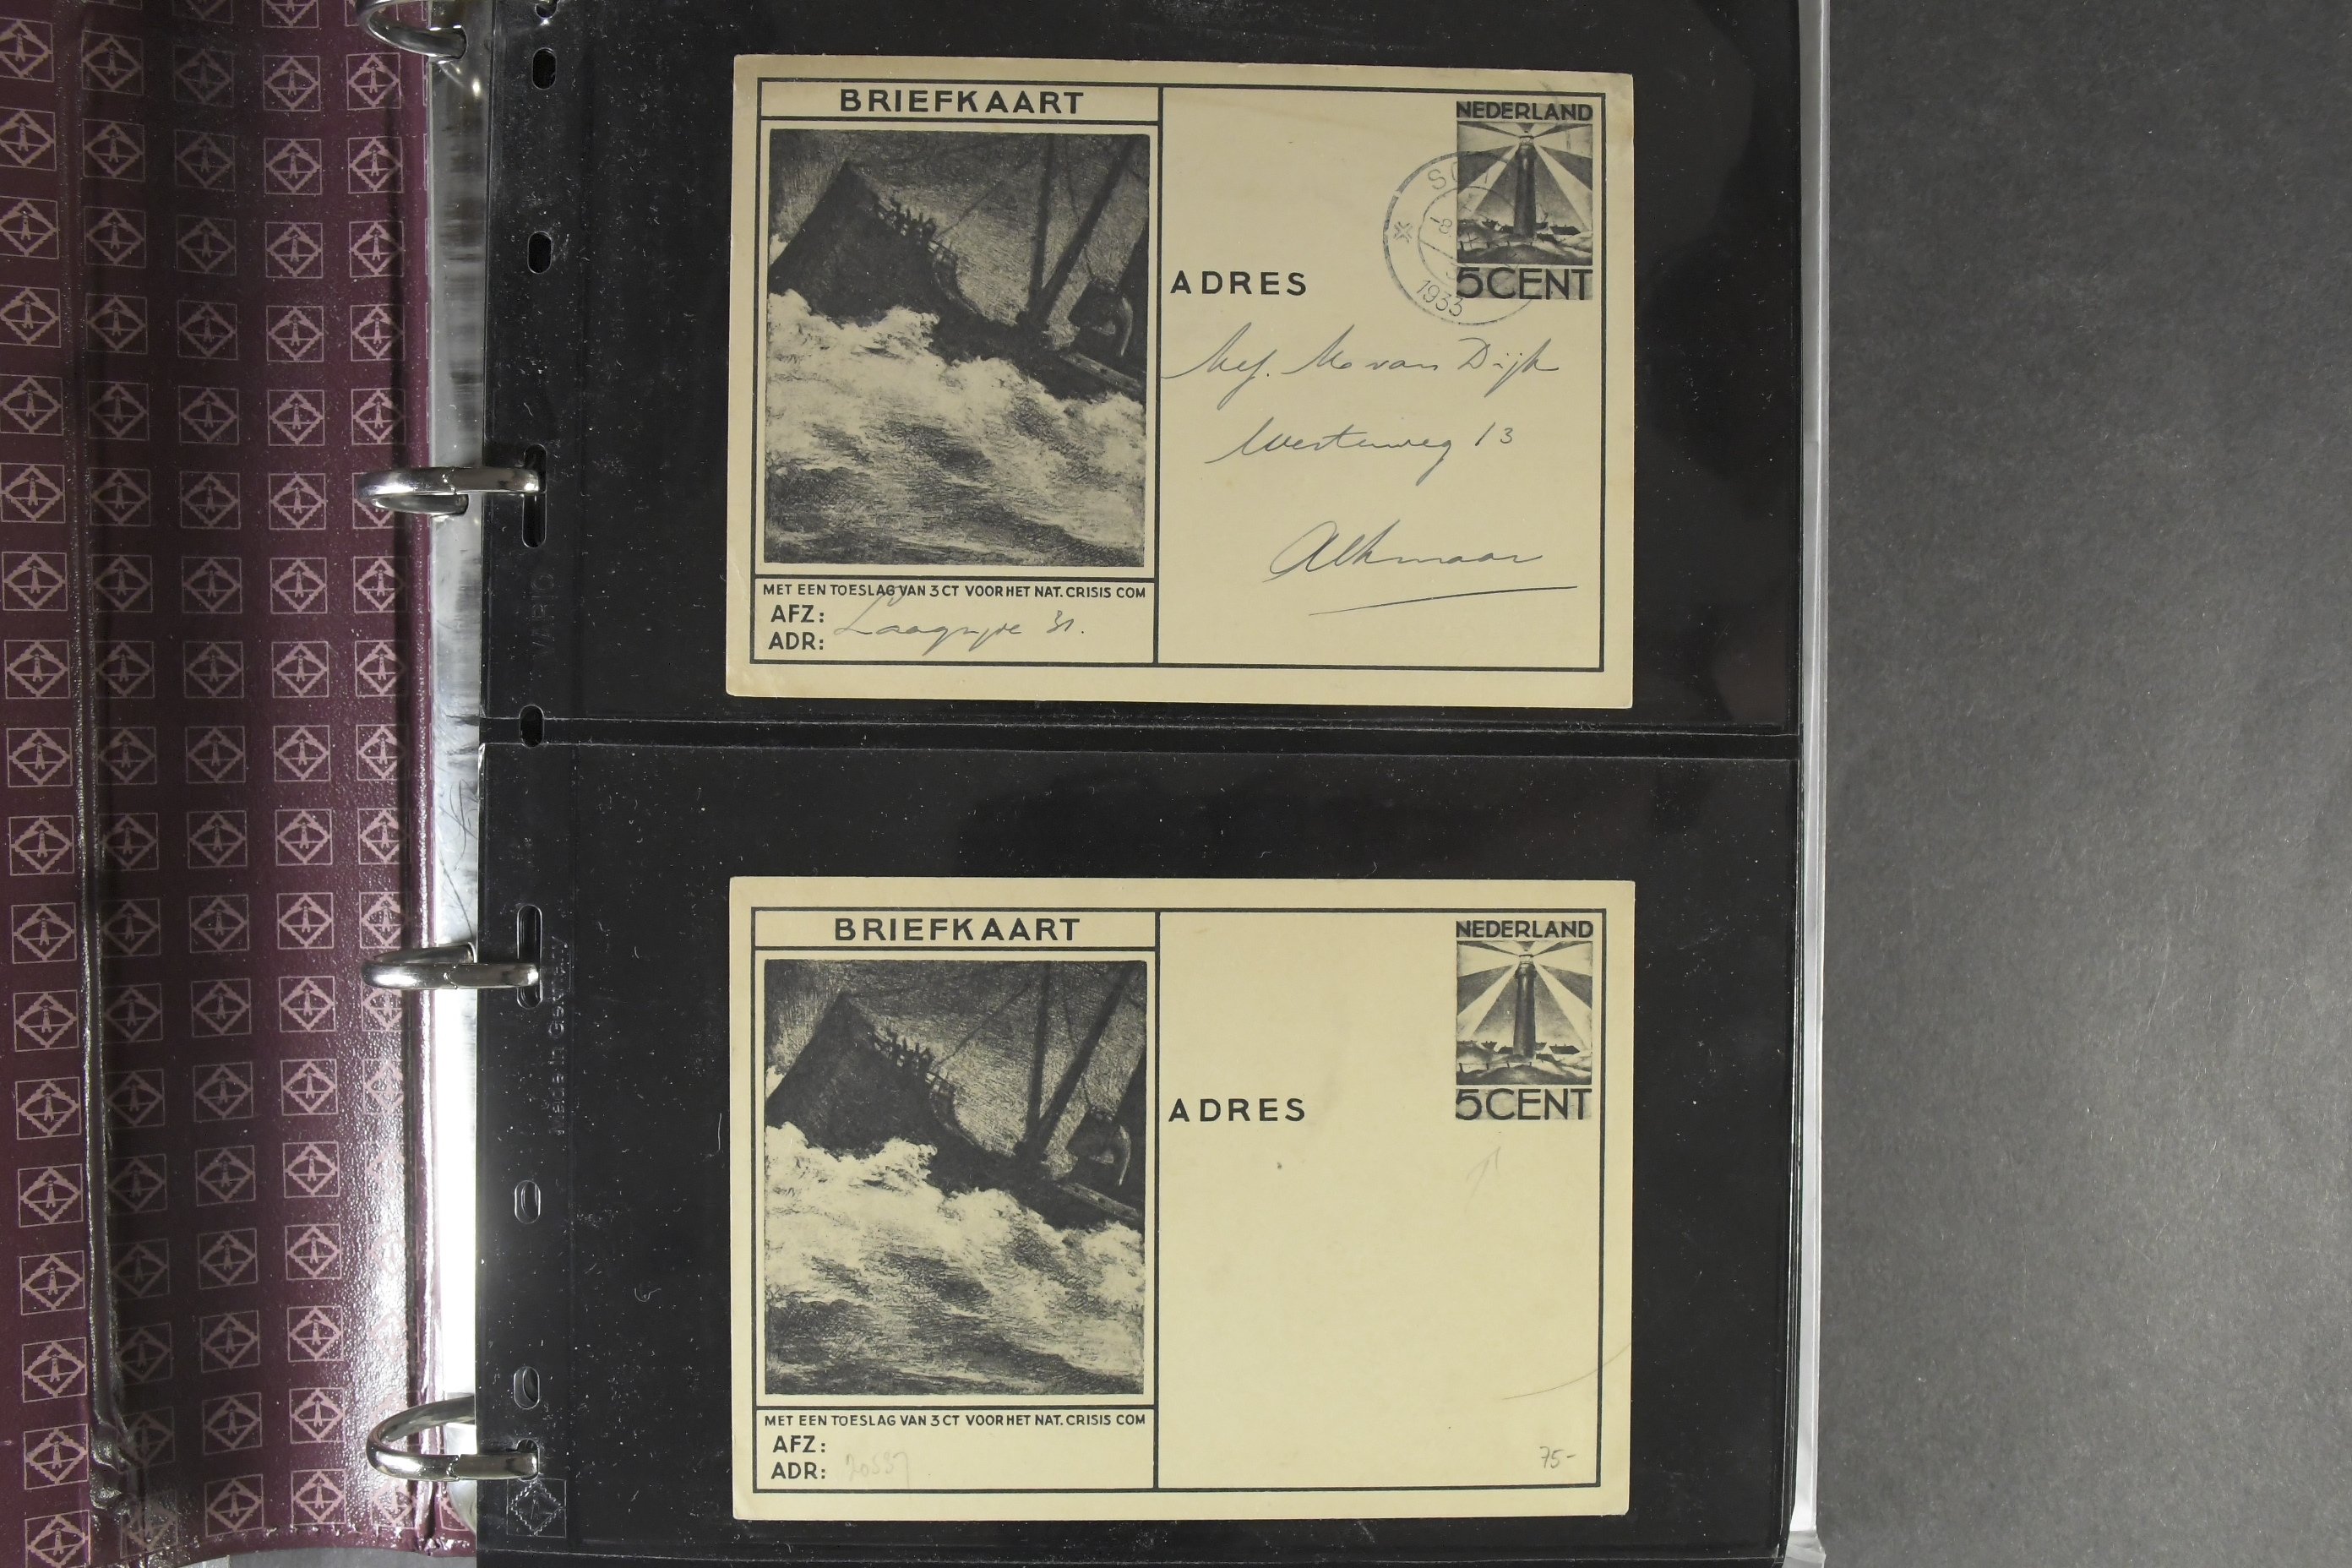 BRIEFKAART
NEDERLAND
5CENT
1933
ADRES
Mej. M van Dijk
Westerweg 13
Alkmaar
MET EEN TOESLAG VAN 3 CT VOOR HET NAT. CRISIS COM
AFZ:
ADR:
31.
BRIEFKAART
NEDERLAND
5CENT
ADRES
MET EEN TOESLAG VAN 3 CT VOOR HET NAT. CRISIS COM
AFZ:
ADR:
75-
VARIO